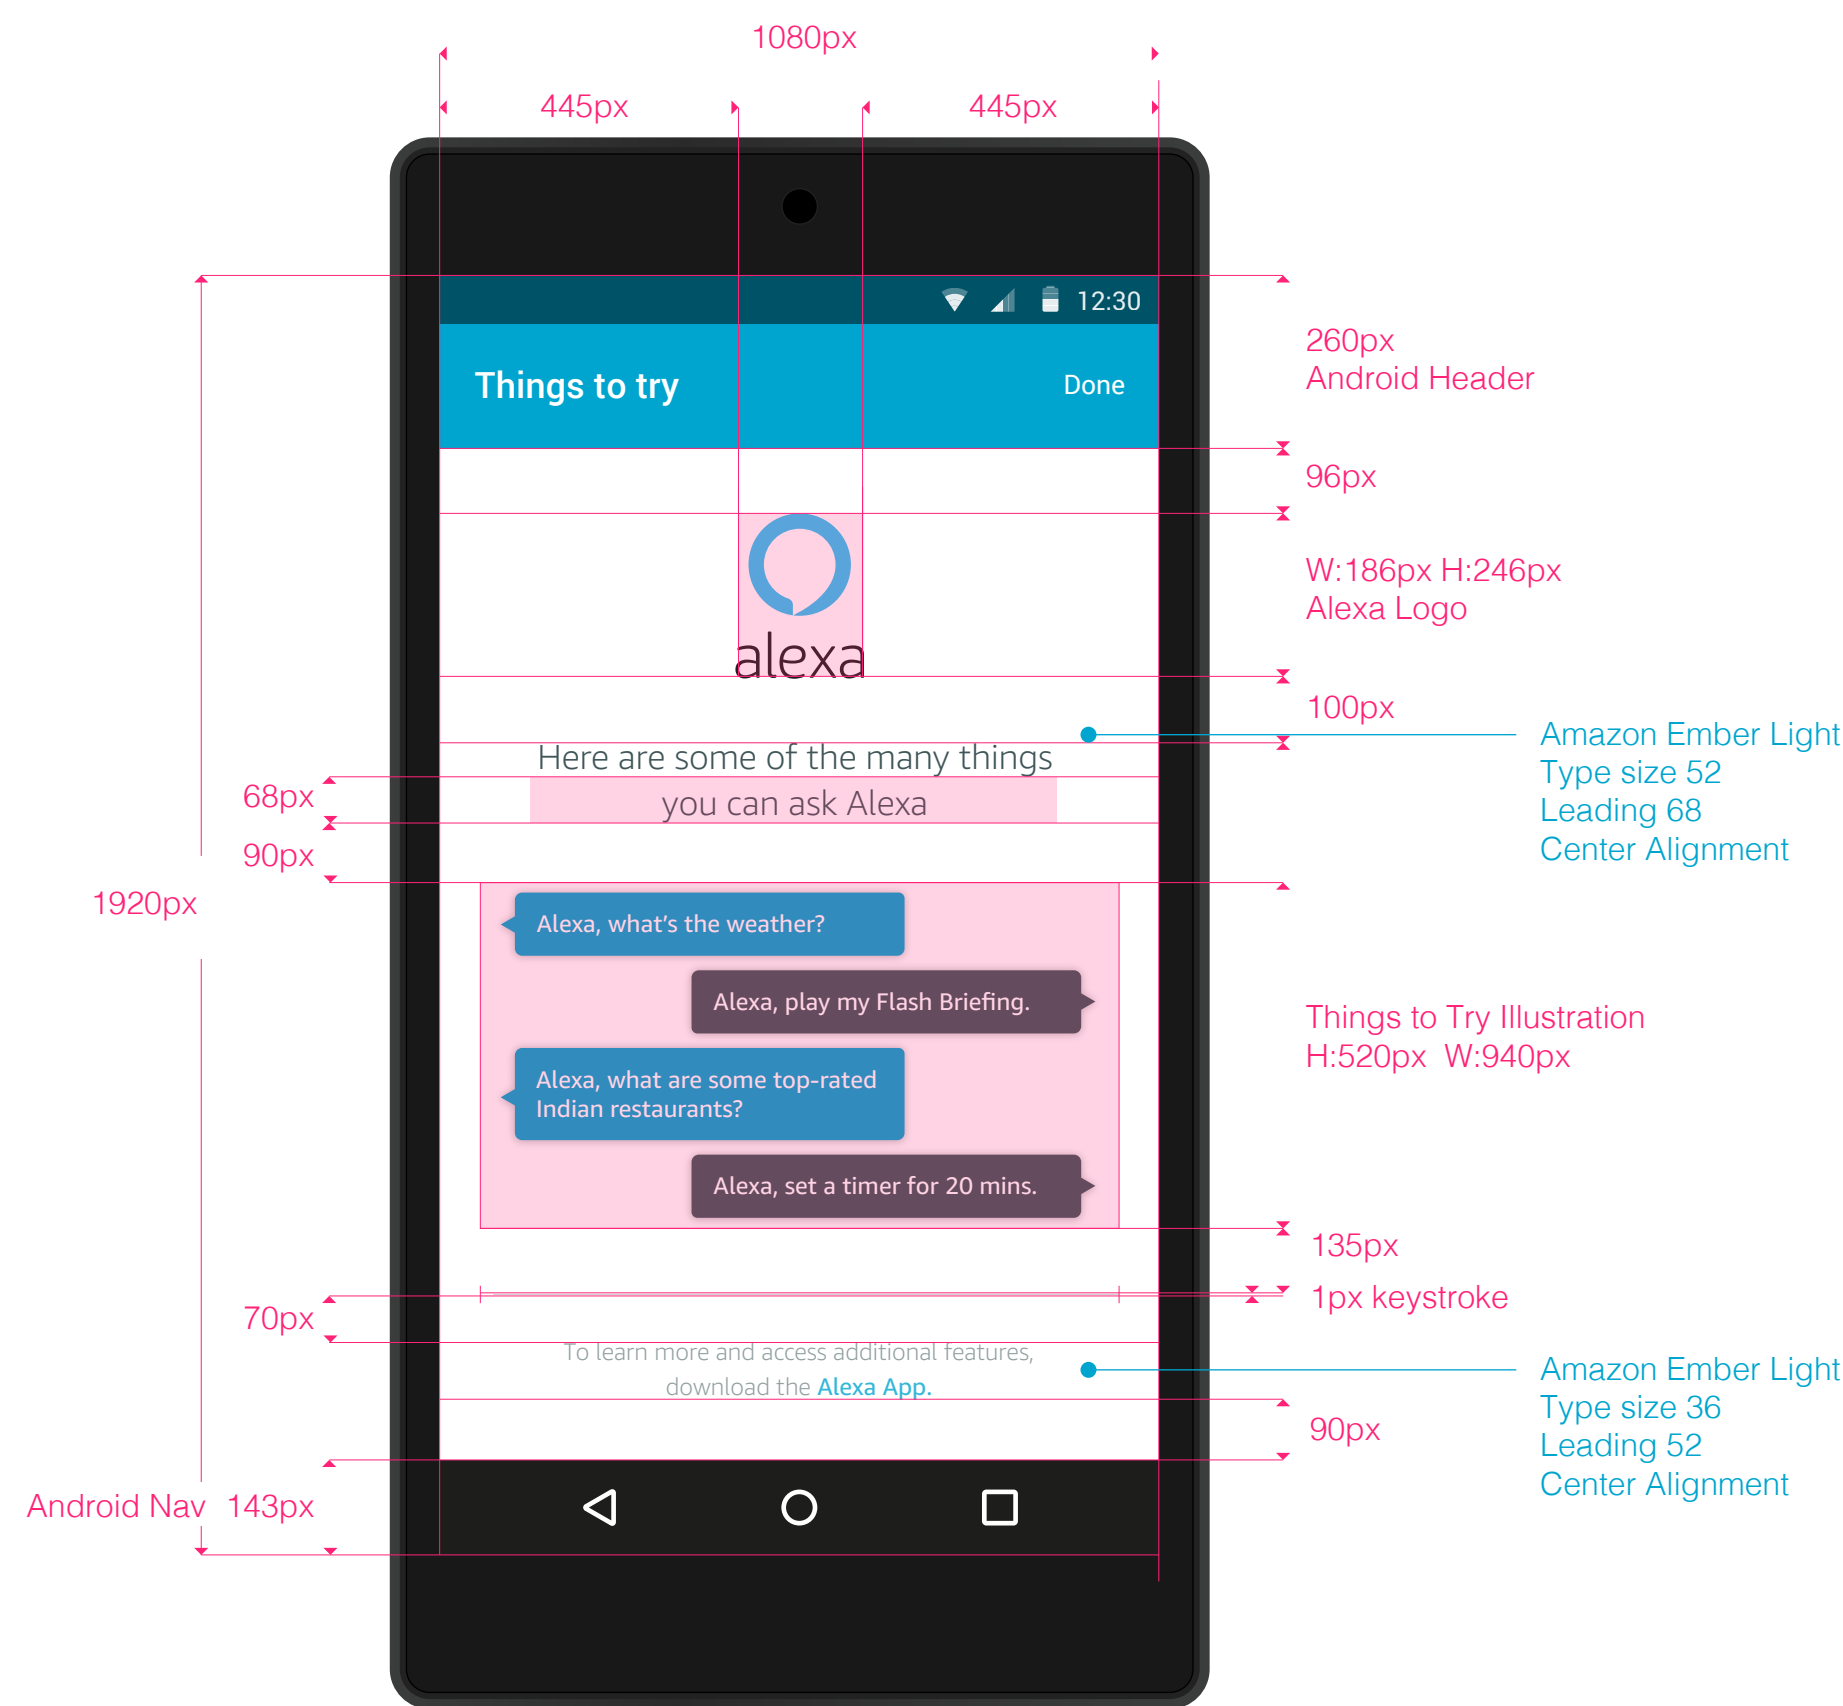 1080px
445px
445px
12:30
Things to try
Done
260px
Android Header
96px
W:186px H:246px
Alexa Logo
alexa
100px
Here are some of the many things
you can ask Alexa
Amazon Ember Light
Type size 52
Leading 68
Center Alignment
68px
90px
1920px
Alexa, what's the weather?
Alexa, play my Flash Briefing.
Alexa, what are some top-rated
Indian restaurants?
Alexa, set a timer for 20 mins.
Things to Try Illustration
H:520px  W:940px
135px
1px keystroke
70px
To learn more and access additional features,
download the Alexa App.
Amazon Ember Light
Type size 36
Leading 52
Center Alignment
90px
Android Nav  143px